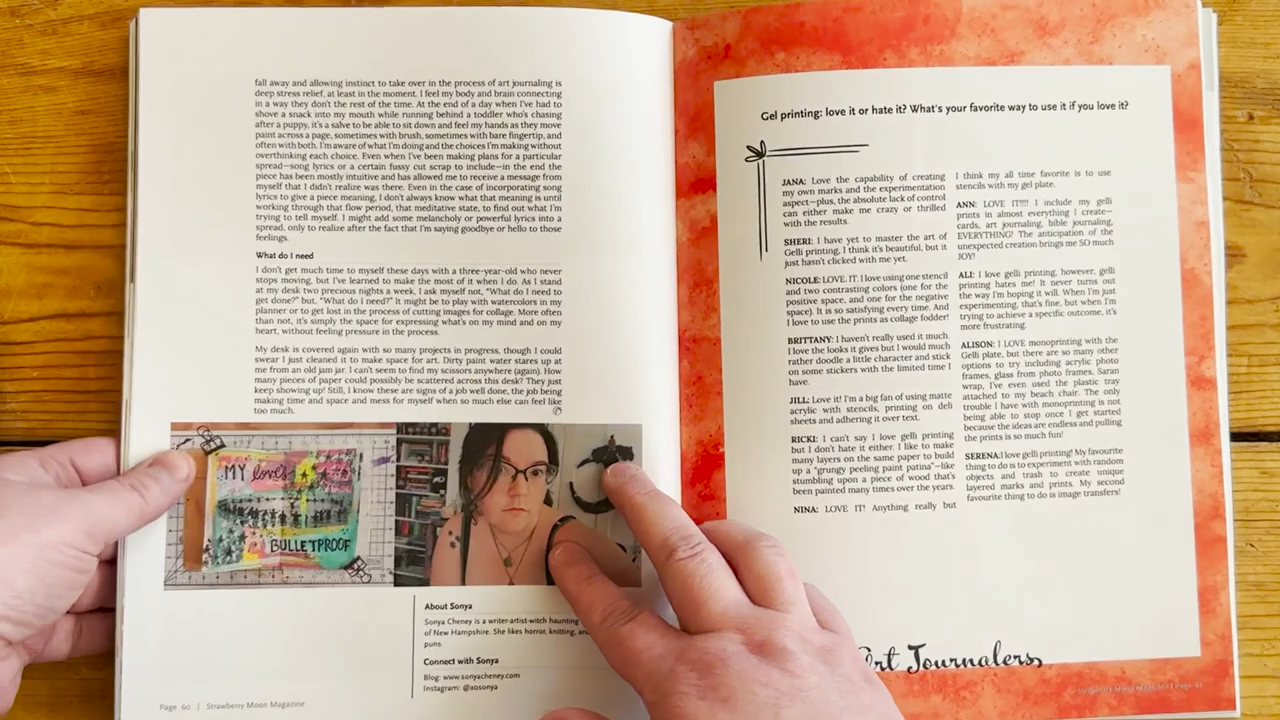 fall away and allowing instinct to take over in the process of art journaling is
deep stress relief, at least in the moment. I feel my body and brain connecting
in a way they don't the rest of the time. At the end of a day when I've had to
shove a snack into my mouth while running behind a toddler who's chasing
after a puppy, it's a salve to be able to sit down and feel my hands as they move
paint across a page, sometimes with brush, sometimes with bare fingertip, and
often with both. I'm aware of what I'm doing and the choices I'm making without
overthinking each choice. Even when I've been making plans for a particular
spread—song lyrics or a certain fussy cut scrap to include—in the end the
piece has been mostly intuitive and has allowed me to receive a message from
myself that I didn't realize was there. Even in the case of incorporating song
lyrics to give a piece meaning, I don't always know what that meaning is until
working through that flow period, that meditative state, to find out what I'm
trying to tell myself. I might add some melancholy or powerful lyrics into a
spread, only to realize after the fact that I'm saying goodbye or hello to those
feelings.
What do I need
I don't get much time to myself these days with a three-year-old who never
stops moving, but I've learned to make the most of it when I do. As I stand
at my desk two precious nights a week, I ask myself not, "What do I need to
get done?" but, "What do I need?" It might be to play with watercolors in my
planner or to get lost in the process of cutting images for collage. More often
than not, it's simply the space for expressing what's on my mind and on my
heart, without feeling pressure in the process.
My desk is covered again with so many projects in progress, though I could
swear I just cleaned it to make space for art. Dirty paint water stares up at
me from an old jam jar. I can't seem to find my scissors anywhere (again). How
many pieces of paper could possibly be scattered across this desk? They just
keep showing up! Still, I know these are signs of a job well done, the job being
making time and space and mess for myself when so much else can feel like
too much.
MY love's
BULLETPROOF
About Sonya
Sonya Cheney is a writer-artist-witch haunting
of New Hampshire. She likes horror, knitting, and
puns.
Connect with Sonya
Blog: www.sonyacheney.com
Instagram: @xosonya
Page 60 | Strawberry Moon Magazine
Gel printing: love it or hate it? What's your favorite way to use it if you love it?
JANA: Love the capability of creating
my own marks and the experimentation
aspect—plus, the absolute lack of control
can either make me crazy or thrilled
with the results.
SHERI: I have yet to master the art of
Gelli printing, I think it's beautiful, but it
just hasn't clicked with me yet.
NICOLE: LOVE. IT. I love using one stencil
and two contrasting colors (one for the
positive space, and one for the negative
space). It is so satisfying every time. And
I love to use the prints as collage fodder!
BRITTANY: I haven't really used it much.
I love the looks it gives but I would much
rather doodle a little character and stick
on some stickers with the limited time I
have.
JILL: Love it! I'm a big fan of using matte
acrylic with stencils, printing on deli
sheets and adhering it over text.
RICKI: I can't say I love gelli printing
but I don't hate it either. I like to make
many layers on the same paper to build
up a "grungy peeling paint patina"—like
stumbling upon a piece of wood that's
been painted many times over the years.
NINA: LOVE IT! Anything really but
I think my all time favorite is to use
stencils with my gel plate.
ANN: LOVE IT!!!! I include my gelli
prints in almost everything I create—
cards, art journaling, bible journaling,
EVERYTHING! The anticipation of the
unexpected creation brings me SO much
JOY!
ALI: I love gelli printing, however, gelli
printing hates me! It never turns out
the way I'm hoping it will. When I'm just
experimenting, that's fine, but when I'm
trying to achieve a specific outcome, it's
more frustrating.
ALISON: I LOVE monoprinting with the
Gelli plate, but there are so many other
options to try including acrylic photo
frames, glass from photo frames, Saran
wrap, I've even used the plastic tray
attached to my beach chair. The only
trouble I have with monoprinting is not
being able to stop once I get started
because the ideas are endless and pulling
the prints is so much fun!
SERENA:I love gelli printing! My favourite
thing to do is to experiment with random
objects and trash to create unique
layered marks and prints. My second
favourite thing to do is image transfers!
Art Journalers
Strawberry Moon Magazine | Page 61